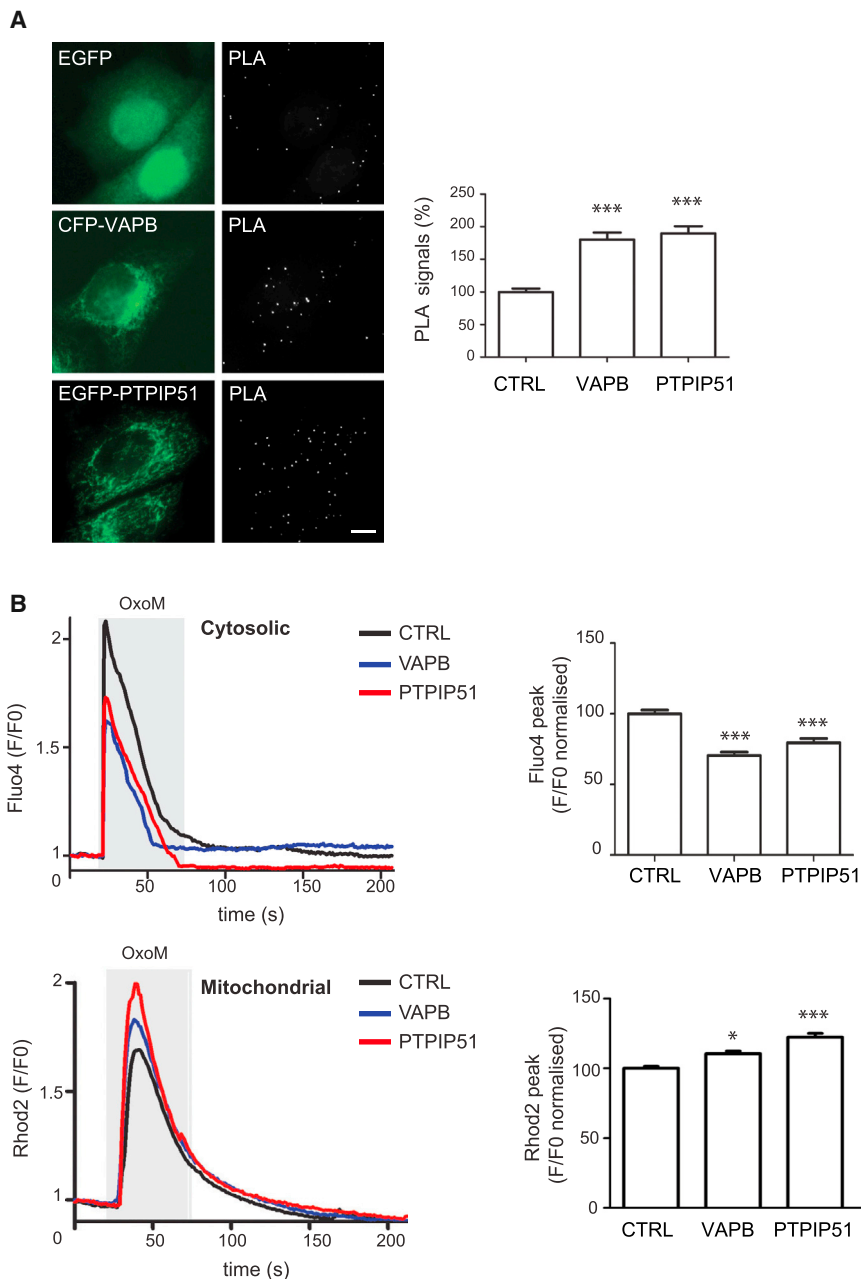 A
EGFP
PLA
CFP-VAPB
PLA
EGFP-PTPIP51
PLA
PLA signals (%)
250
200
150
100
50
0
***
***
CTRL
VAPB
PTPIP51
B
OxoM
Cytosolic
CTRL
VAPB
PTPIP51
Fluo4 (F/F0)
2
1.5
1
0
50
100
150
200
time (s)
Fluo4 peak
(F/F0 normalised)
150
100
50
0
***
***
CTRL
VAPB
PTPIP51
OxoM
Mitochondrial
CTRL
VAPB
PTPIP51
Rhod2 (F/F0)
2
1.5
1
0
50
100
150
200
time (s)
Rhod2 peak
(F/F0 normalised)
150
100
50
0
*
***
CTRL
VAPB
PTPIP51